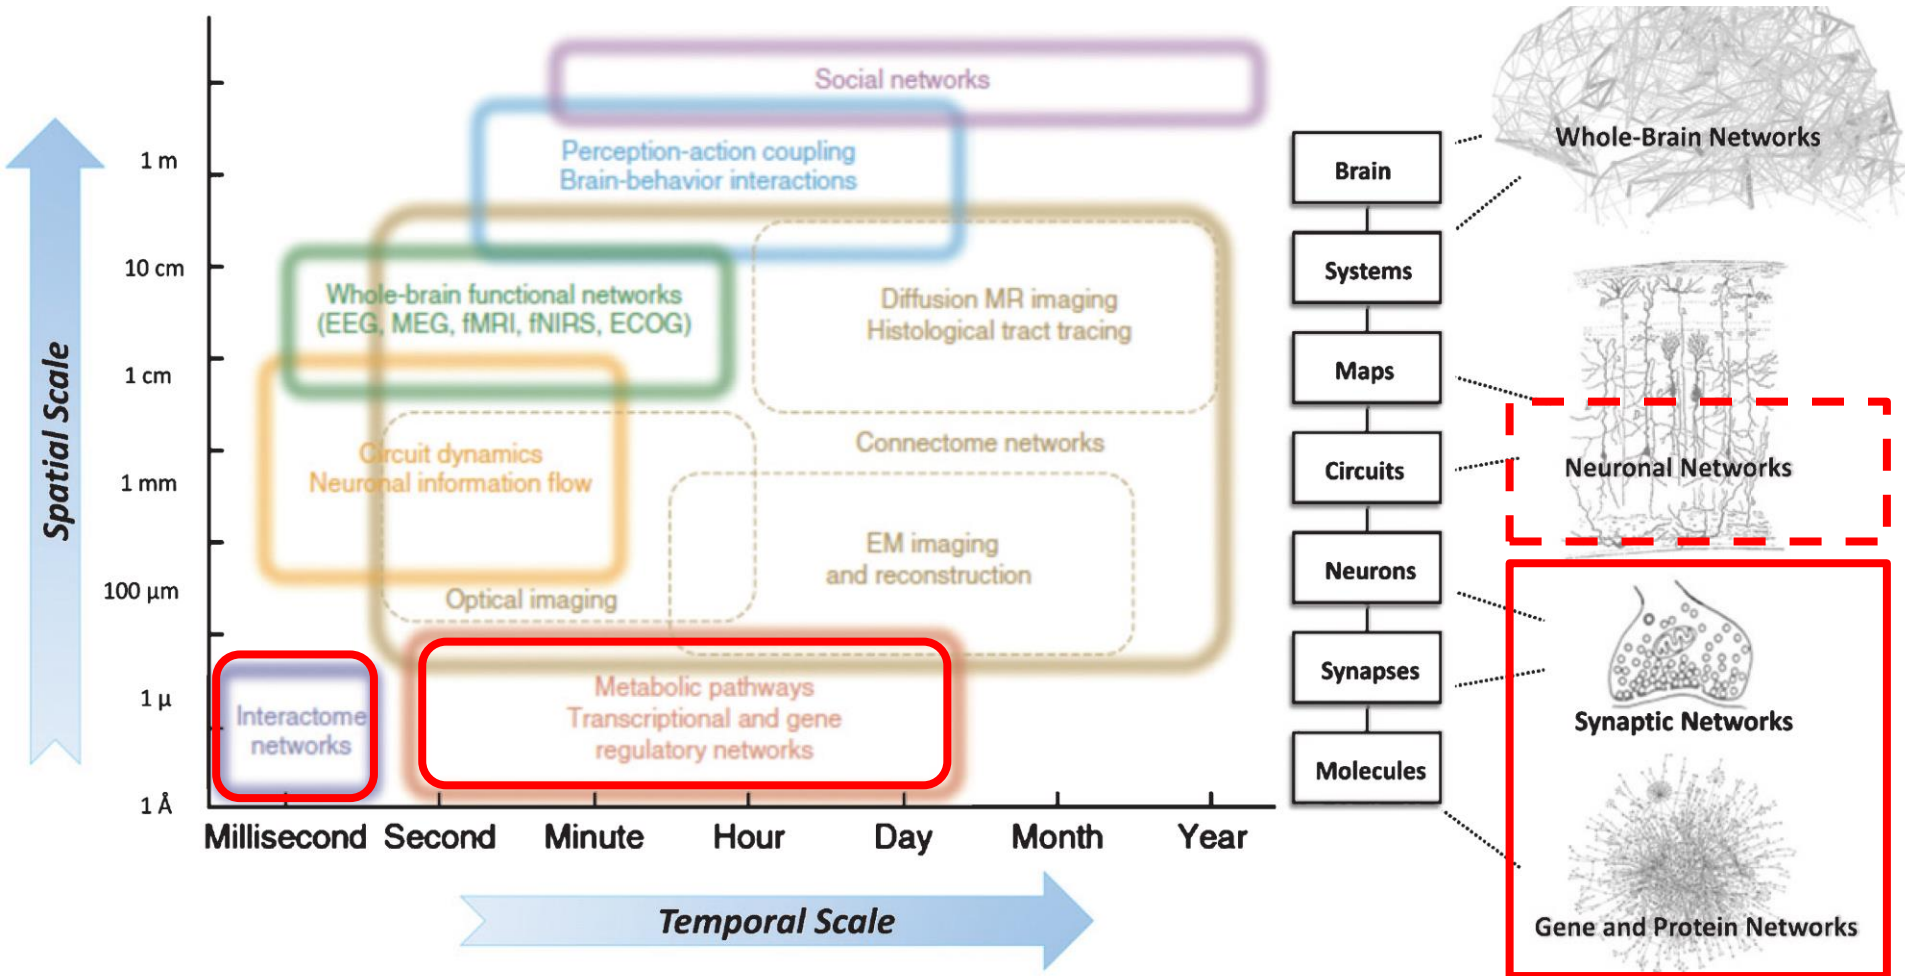 Social networks
Perception-action coupling
Brain-behavior interactions
Whole-brain functional networks
(EEG, MEG, fMRI, fNIRS, ECOG)
Diffusion MR imaging
Histological tract tracing
Circuit dynamics
Neuronal information flow
Connectome networks
EM imaging
and reconstruction
Optical imaging
Interactome
networks
Metabolic pathways
Transcriptional and gene
regulatory networks
Spatial Scale
1 m
10 cm
1 cm
1 mm
100 µm
1 µ
1 Å
Millisecond
Second
Minute
Hour
Day
Month
Year
Temporal Scale
Brain
Systems
Maps
Circuits
Neurons
Synapses
Molecules
Whole-Brain Networks
Neuronal Networks
Synaptic Networks
Gene and Protein Networks